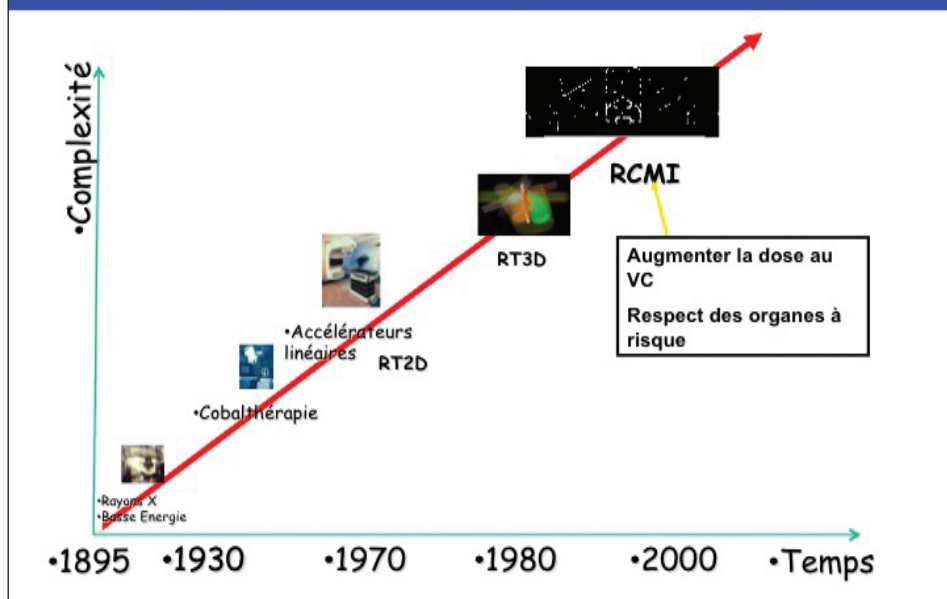 •Complexité
RCMI
RT3D
Augmenter la dose au
VC
Respect des organes à
risque
•Accélérateurs
linéaires
RT2D
•Cobalthérapie
•Rayons X
•Basse Energie
•1895 •1930 •1970 •1980 •2000 •Temps